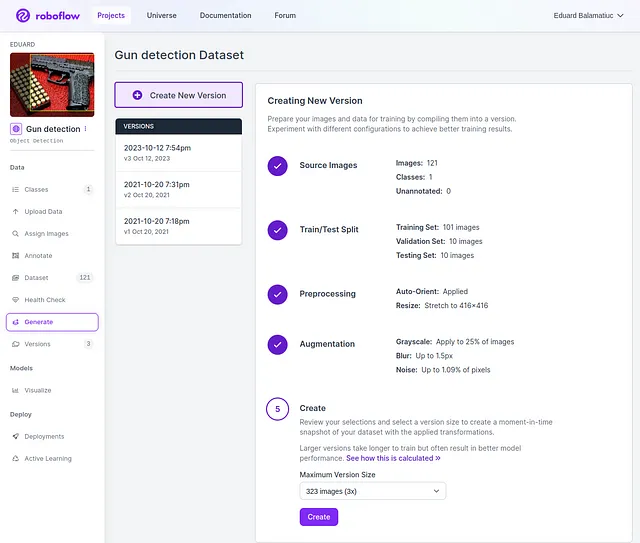 roboflow
Projects
Universe
Documentation
Forum
Eduard Balamatiuc
EDUARD
Gun detection
Object Detection
Data
Classes 1
Upload Data
Assign Images
Annotate
Dataset 121
Health Check
Generate
Versions 3
Models
Visualize
Deploy
Deployments
Active Learning
Gun detection Dataset
Create New Version
VERSIONS
2023-10-12 7:54pm
v3 Oct 12, 2023
2021-10-20 7:31pm
v2 Oct 20, 2021
2021-10-20 7:18pm
v1 Oct 20, 2021
Creating New Version
Prepare your images and data for training by compiling them into a version.
Experiment with different configurations to achieve better training results.
Source Images
Images: 121
Classes: 1
Unannotated: 0
Train/Test Split
Training Set: 101 images
Validation Set: 10 images
Testing Set: 10 images
Preprocessing
Auto-Orient: Applied
Resize: Stretch to 416×416
Augmentation
Grayscale: Apply to 25% of images
Blur: Up to 1.5px
Noise: Up to 1.09% of pixels
5 Create
Review your selections and select a version size to create a moment-in-time
snapshot of your dataset with the applied transformations.
Larger versions take longer to train but often result in better model
performance. See how this is calculated »
Maximum Version Size
323 images (3x)
Create